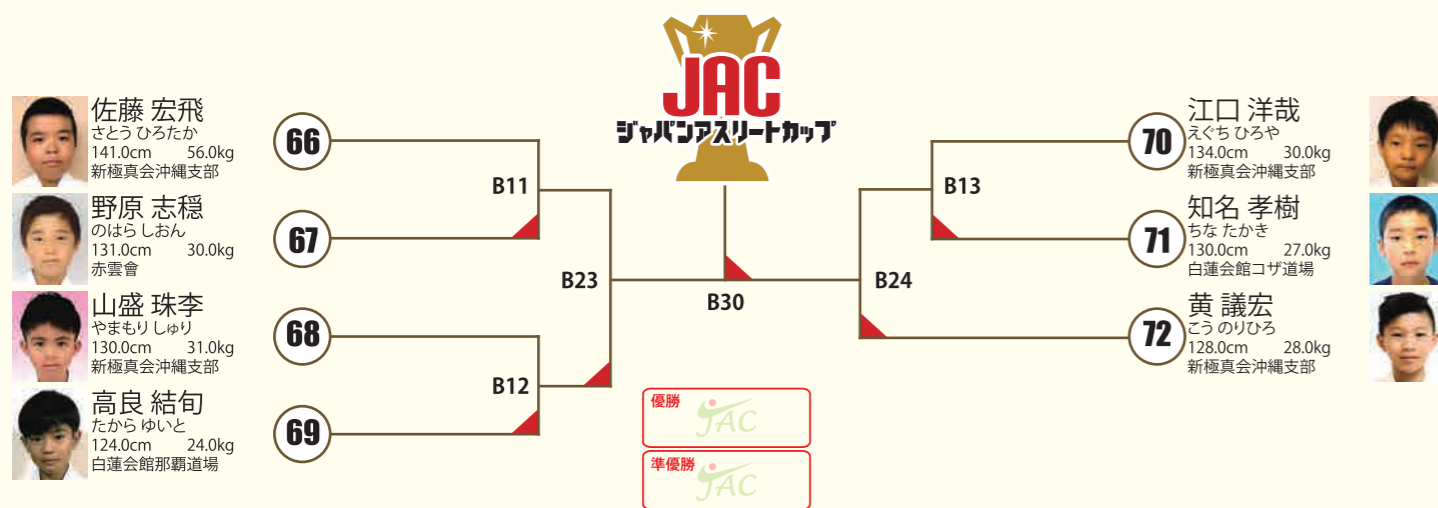 JAC
ジャパンアスリートカップ
佐藤 宏飛
さとう ひろたか
141.0cm 56.0kg
新極真会沖縄支部
66
野原 志穏
のはら しおん
131.0cm 30.0kg
赤雲會
67
山盛 珠李
やまもり しゅり
130.0cm 31.0kg
新極真会沖縄支部
68
高良 結旬
たから ゆいと
124.0cm 24.0kg
白蓮会館那覇道場
69
B11
B12
B23
B30
B24
B13
70
江口 洋哉
えぐち ひろや
134.0cm 30.0kg
新極真会沖縄支部
71
知名 孝樹
ちな たかき
130.0cm 27.0kg
白蓮会館コザ道場
72
黄 議宏
こう のりひろ
128.0cm 28.0kg
新極真会沖縄支部
優勝
JAC
準優勝
JAC